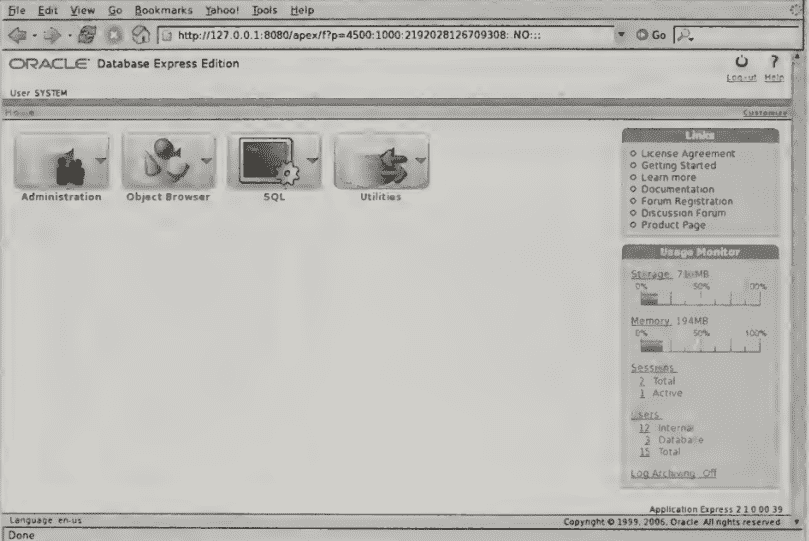 File Edit View Go Bookmarks Yahoo! Tools Help
http://127.0.0.1:8080/apex/f?p=4500:1000:2192028126709308::NO:::
Go
ORACLE Database Express Edition
Logout Help
User SYSTEM
Home
Customize
Administration
Object Browser
SQL
Utilities
Links
License Agreement
Getting Started
Learn more
Documentation
Forum Registration
Discussion Forum
Product Page
Usage Monitor
Storage
0% 50% 100%
Memory 194MB
0% 50% 100%
Sessions
2 Total
1 Active
Users
12 Internal
3 Database
15 Total
Log Archiving Off
Application Express 2.1.0.00.39
Language: en-us
Copyright © 1999, 2006, Oracle. All rights reserved.
Done